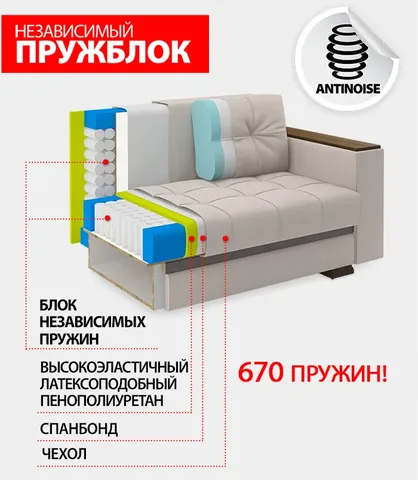 НЕЗАВИСИМЫЙ
ПРУЖБЛОК
ANTINOISE
БЛОК
НЕЗАВИСИМЫХ
ПРУЖИН
ВЫСОКОЭЛАСТИЧНЫЙ
ЛАТЕКСОПОДОБНЫЙ
ПЕНОПОЛИУРЕТАН
670 ПРУЖИН!
СПАНБОНД
ЧЕХОЛ